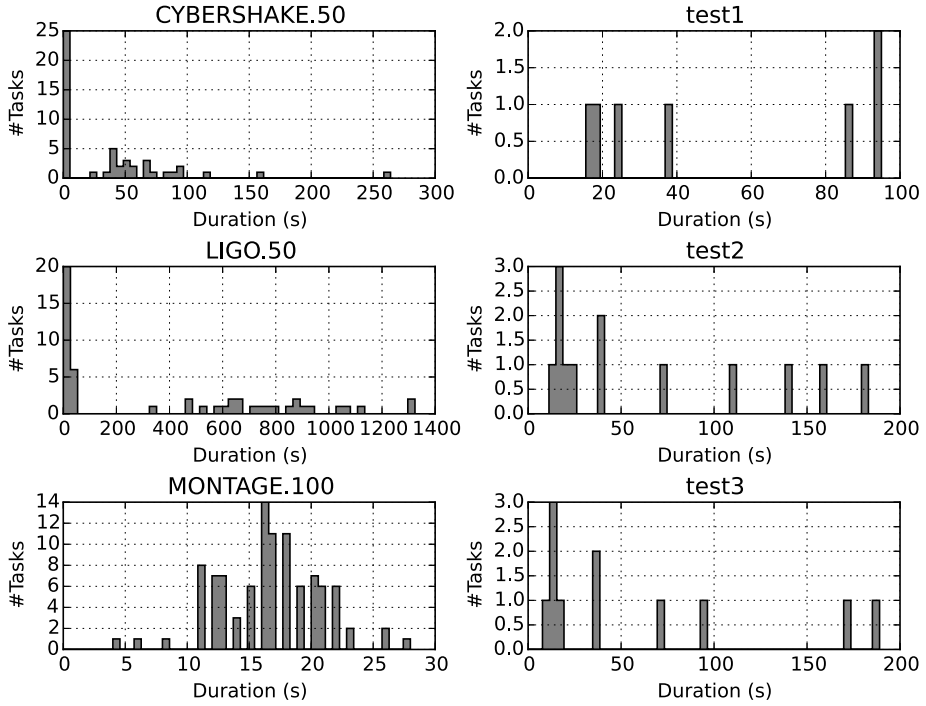 CYBERSHAKE.50
25
20
15
10
5
0
#Tasks
0 50 100 150 200 250 300
Duration (s)
test1
2.0
1.5
1.0
0.5
0.0
#Tasks
0 20 40 60 80 100
Duration (s)
LIGO.50
20
15
10
5
0
#Tasks
0 200 400 600 800 1000 1200 1400
Duration (s)
test2
3.0
2.5
2.0
1.5
1.0
0.5
0.0
#Tasks
0 50 100 150 200
Duration (s)
MONTAGE.100
14
12
10
8
6
4
2
0
#Tasks
0 5 10 15 20 25 30
Duration (s)
test3
3.0
2.5
2.0
1.5
1.0
0.5
0.0
#Tasks
0 50 100 150 200
Duration (s)